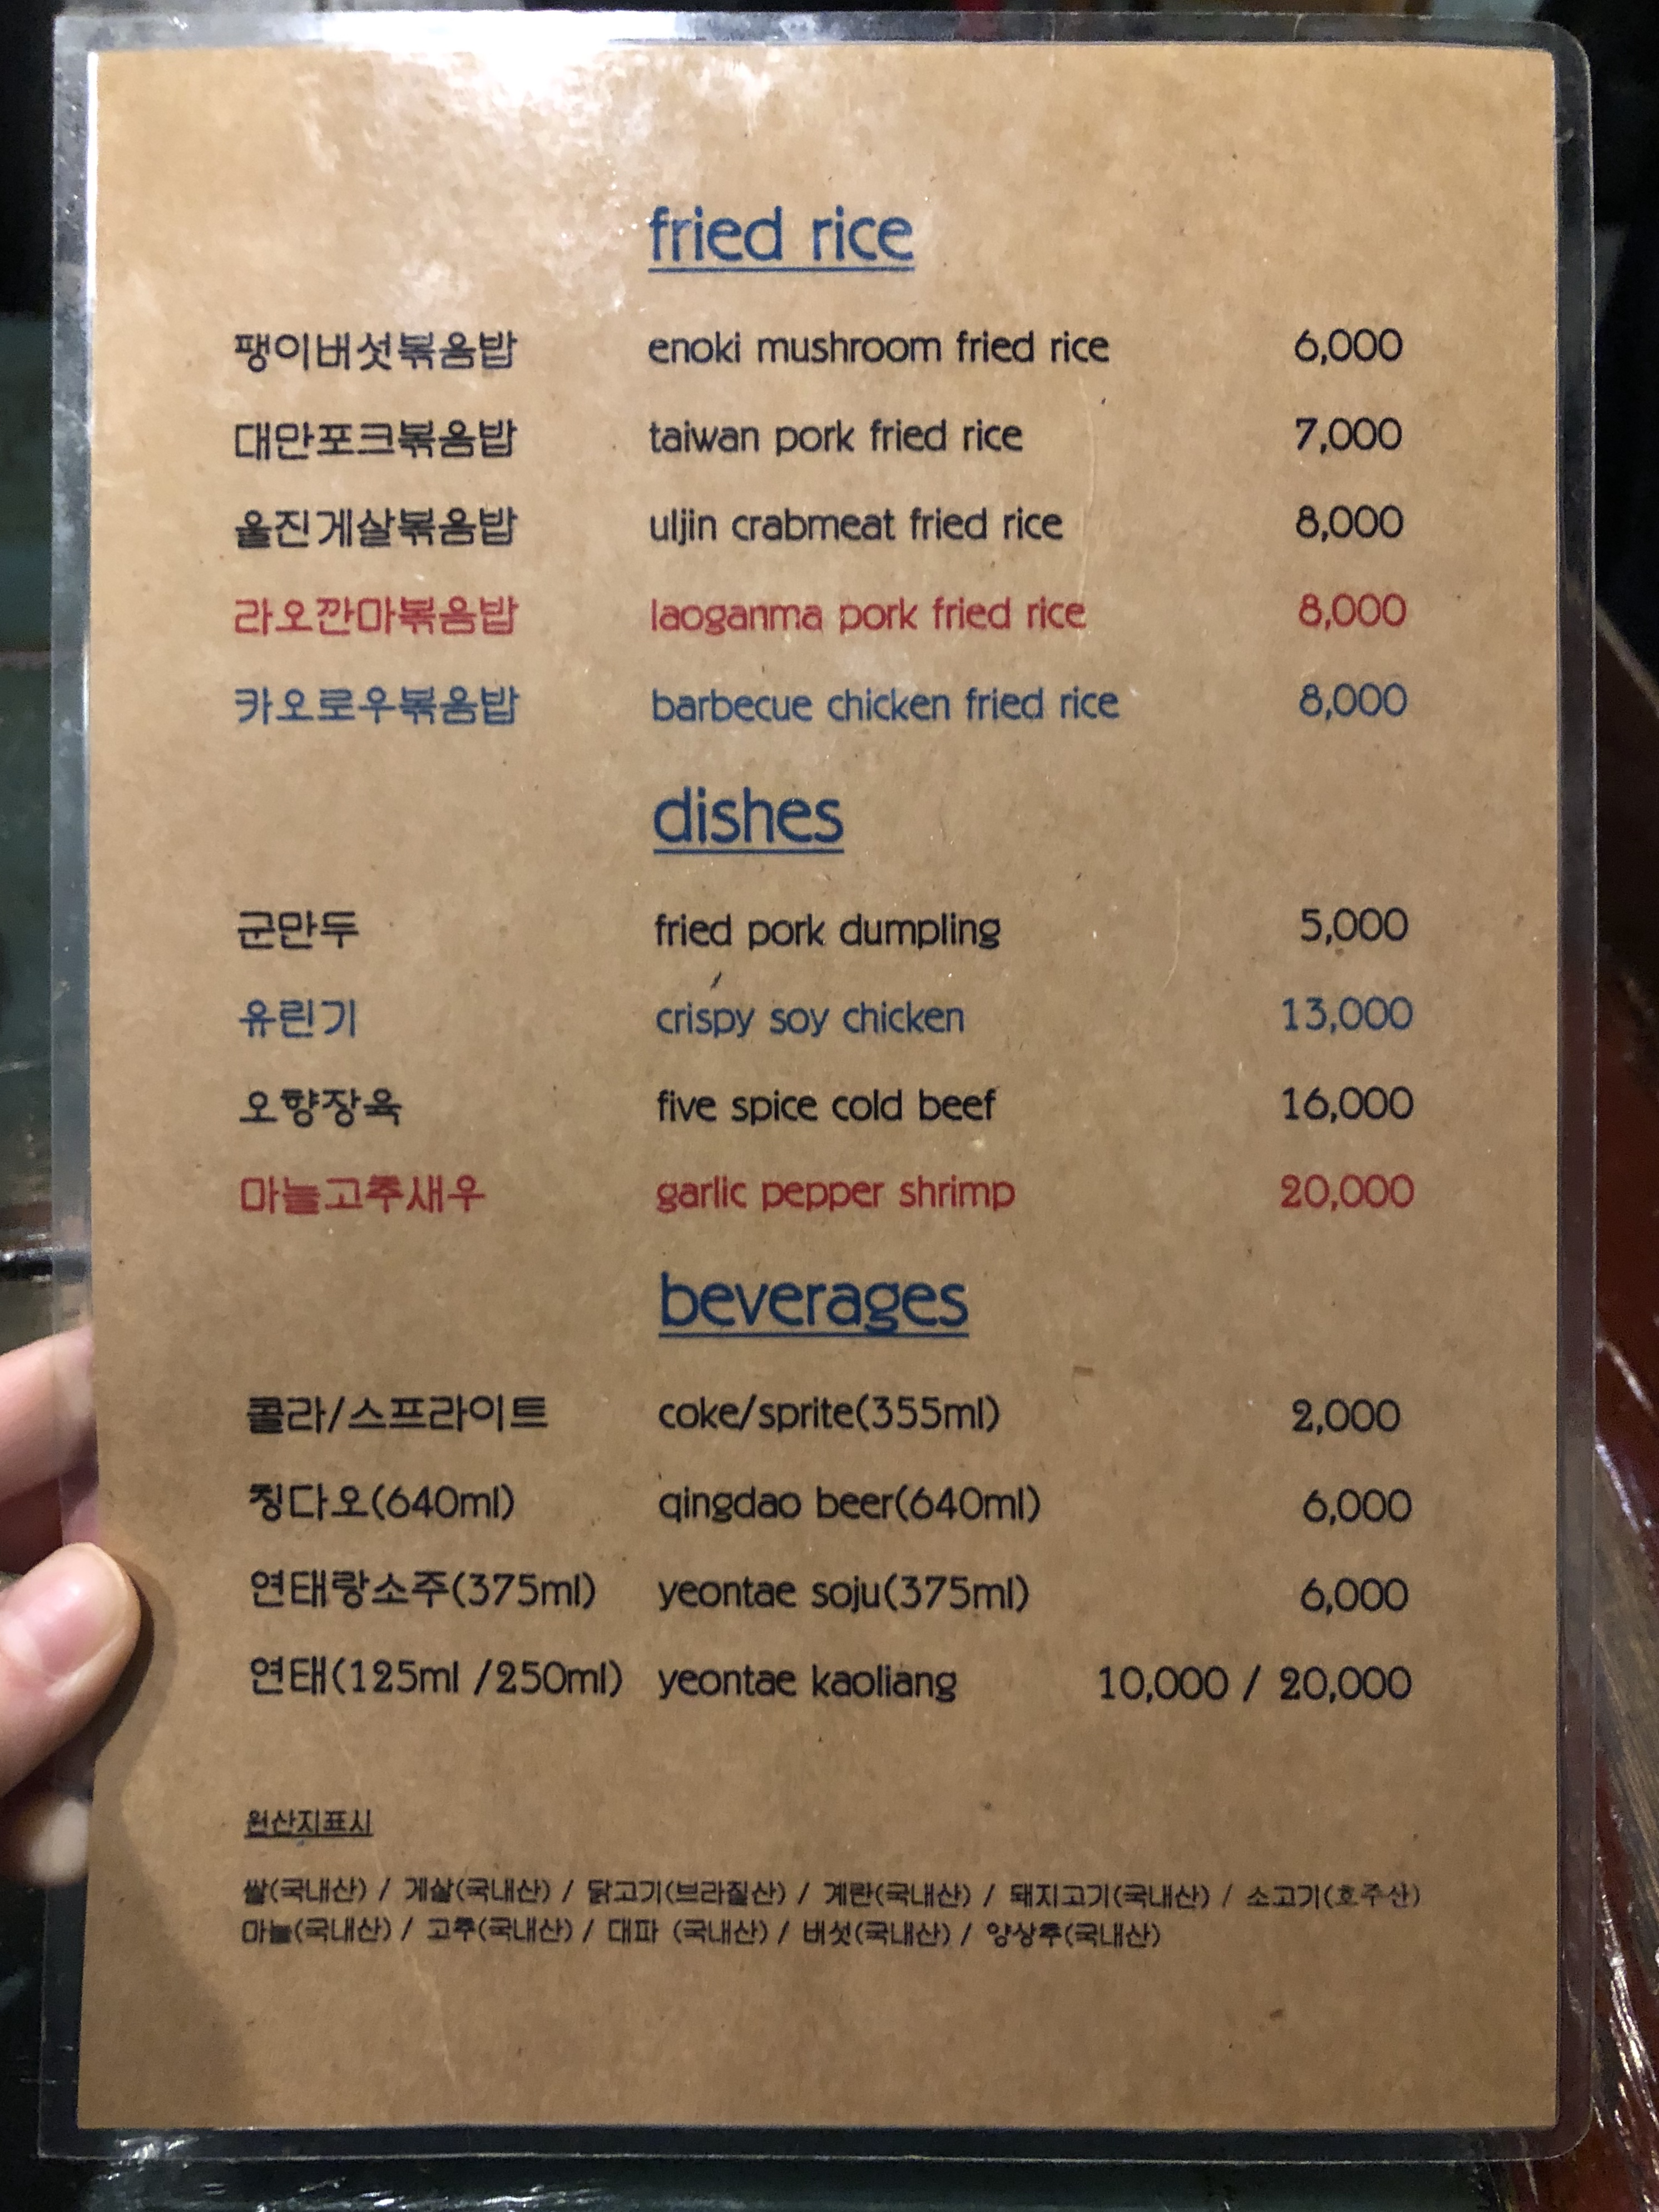 fried rice
팽이버섯볶음밥 enoki mushroom fried rice 6,000
대만포크볶음밥 taiwan pork fried rice 7,000
울진게살볶음밥 uljin crabmeat fried rice 8,000
라오깐마볶음밥 laoganma pork fried rice 8,000
카오로우볶음밥 barbecue chicken fried rice 8,000
dishes
군만두 fried pork dumpling 5,000
유린기 crispy soy chicken 13,000
오향장육 five spice cold beef 16,000
마늘고추새우 garlic pepper shrimp 20,000
beverages
콜라/스프라이트 coke/sprite(355ml) 2,000
칭다오(640ml) qingdao beer(640ml) 6,000
연태랑소주(375ml) yeontae soju(375ml) 6,000
연태(125ml /250ml) yeontae kaoliang 10,000 / 20,000
원산지표시
쌀(국내산) / 게살(국내산) / 닭고기(브라질산) / 계란(국내산) / 돼지고기(국내산) / 소고기(호주산)
마늘(국내산) / 고추(국내산) / 대파 (국내산) / 버섯(국내산) / 양상추(국내산)